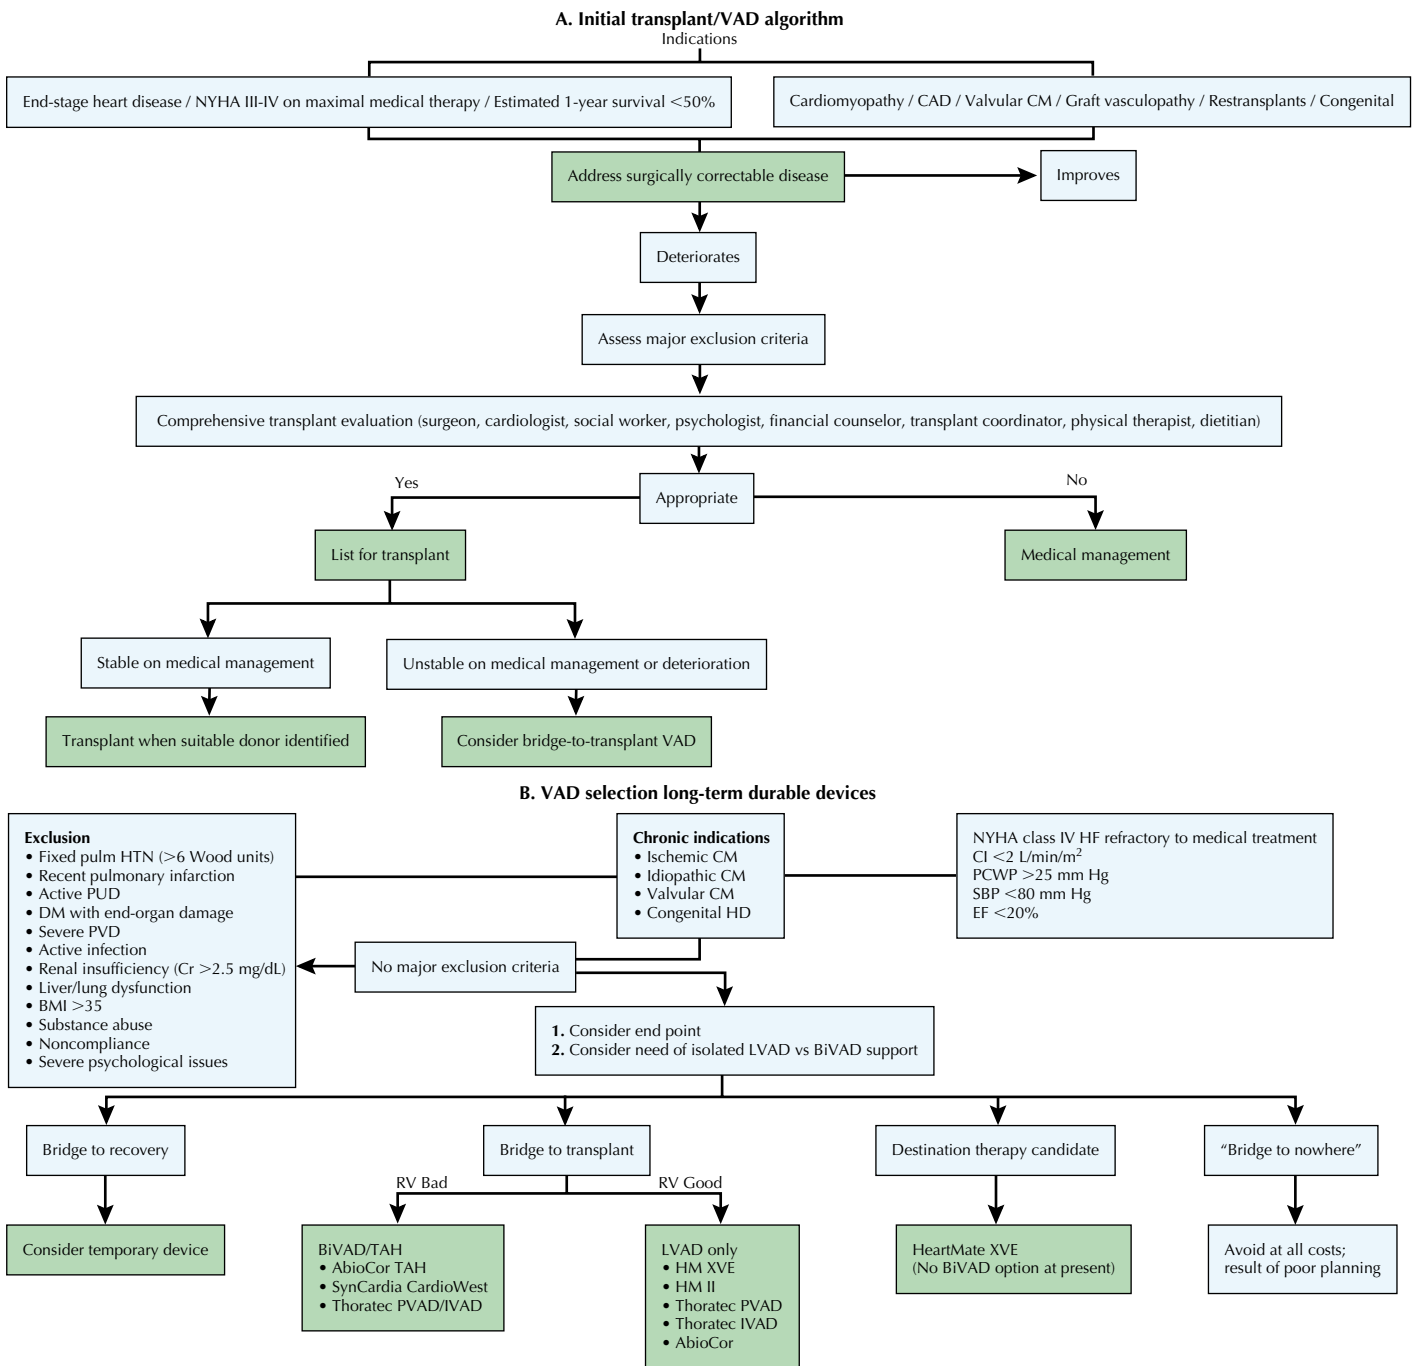 A. Initial transplant/VAD algorithm
Indications
End-stage heart disease / NYHA III-IV on maximal medical therapy / Estimated 1-year survival <50%
Cardiomyopathy / CAD / Valvular CM / Graft vasculopathy / Restransplants / Congenital
Address surgically correctable disease
Improves
Deteriorates
Assess major exclusion criteria
Comprehensive transplant evaluation (surgeon, cardiologist, social worker, psychologist, financial counselor, transplant coordinator, physical therapist, dietitian)
Yes
Appropriate
No
List for transplant
Medical management
Stable on medical management
Unstable on medical management or deterioration
Transplant when suitable donor identified
Consider bridge-to-transplant VAD
B. VAD selection long-term durable devices
Exclusion
• Fixed pulm HTN (>6 Wood units)
• Recent pulmonary infarction
• Active PUD
• DM with end-organ damage
• Severe PVD
• Active infection
• Renal insufficiency (Cr >2.5 mg/dL)
• Liver/lung dysfunction
• BMI >35
• Substance abuse
• Noncompliance
• Severe psychological issues
Chronic indications
• Ischemic CM
• Idiopathic CM
• Valvular CM
• Congenital HD
NYHA class IV HF refractory to medical treatment
CI <2 L/min/m²
PCWP >25 mm Hg
SBP <80 mm Hg
EF <20%
No major exclusion criteria
1. Consider end point
2. Consider need of isolated LVAD vs BiVAD support
Bridge to recovery
Bridge to transplant
Destination therapy candidate
“Bridge to nowhere”
RV Bad
RV Good
Consider temporary device
BiVAD/TAH
• AbioCor TAH
• SynCardia CardioWest
• Thoratec PVAD/IVAD
LVAD only
• HM XVE
• HM II
• Thoratec PVAD
• Thoratec IVAD
• AbioCor
HeartMate XVE
(No BiVAD option at present)
Avoid at all costs;
result of poor planning